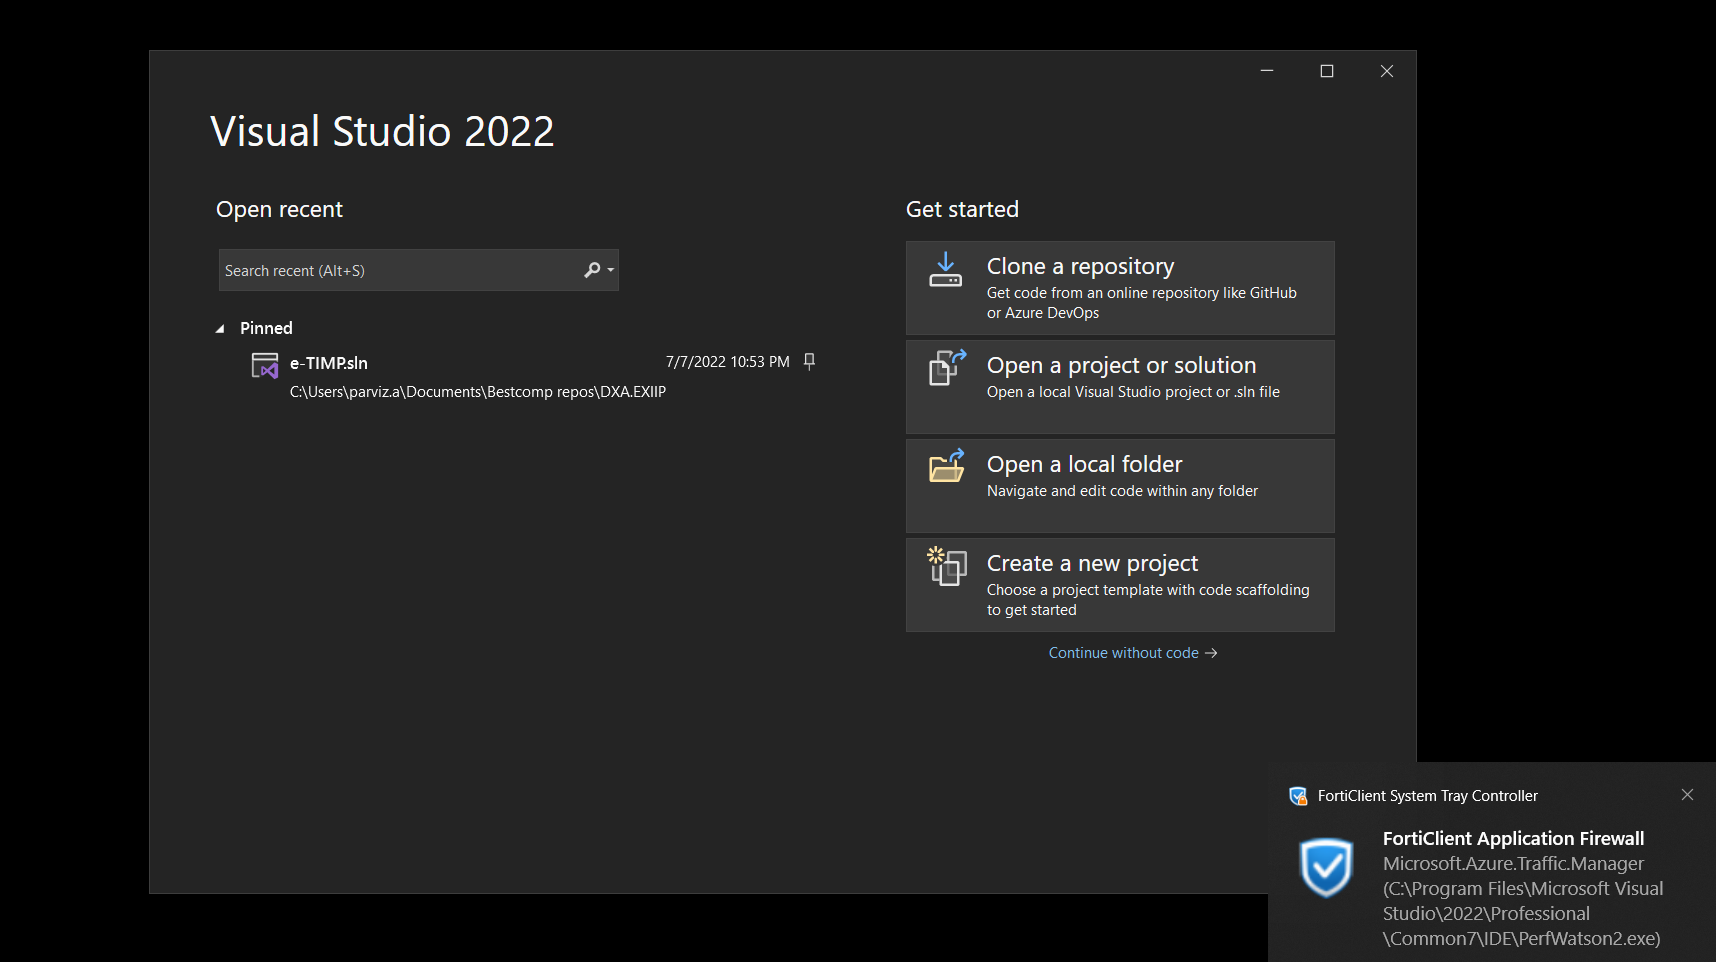 Visual Studio 2022
Open recent
Search recent (Alt+S)
Pinned
e-TIMP.sln
7/7/2022 10:53 PM
C:\Users\parviz.a\Documents\Bestcomp repos\DXA.EXIIP
Get started
Clone a repository
Get code from an online repository like GitHub
or Azure DevOps
Open a project or solution
Open a local Visual Studio project or .sln file
Open a local folder
Navigate and edit code within any folder
Create a new project
Choose a project template with code scaffolding
to get started
Continue without code →
FortiClient System Tray Controller
FortiClient Application Firewall
Microsoft.Azure.Traffic.Manager
(C:\Program Files\Microsoft Visual
Studio\2022\Professional
\Common7\IDE\PerfWatson2.exe)